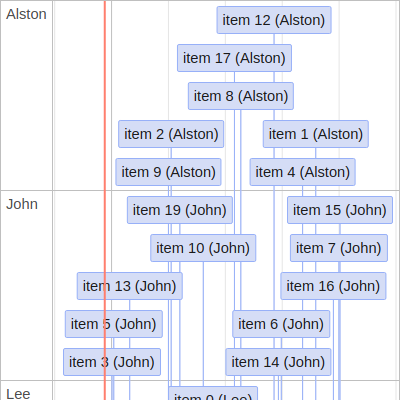 Alston
item 12 (Alston)
item 17 (Alston)
item 8 (Alston)
item 2 (Alston)
item 1 (Alston)
item 9 (Alston)
item 4 (Alston)
John
item 19 (John)
item 15 (John)
item 10 (John)
item 7 (John)
item 13 (John)
item 16 (John)
item 5 (John)
item 6 (John)
item 3 (John)
item 14 (John)
Lee
item 0 (Lee)